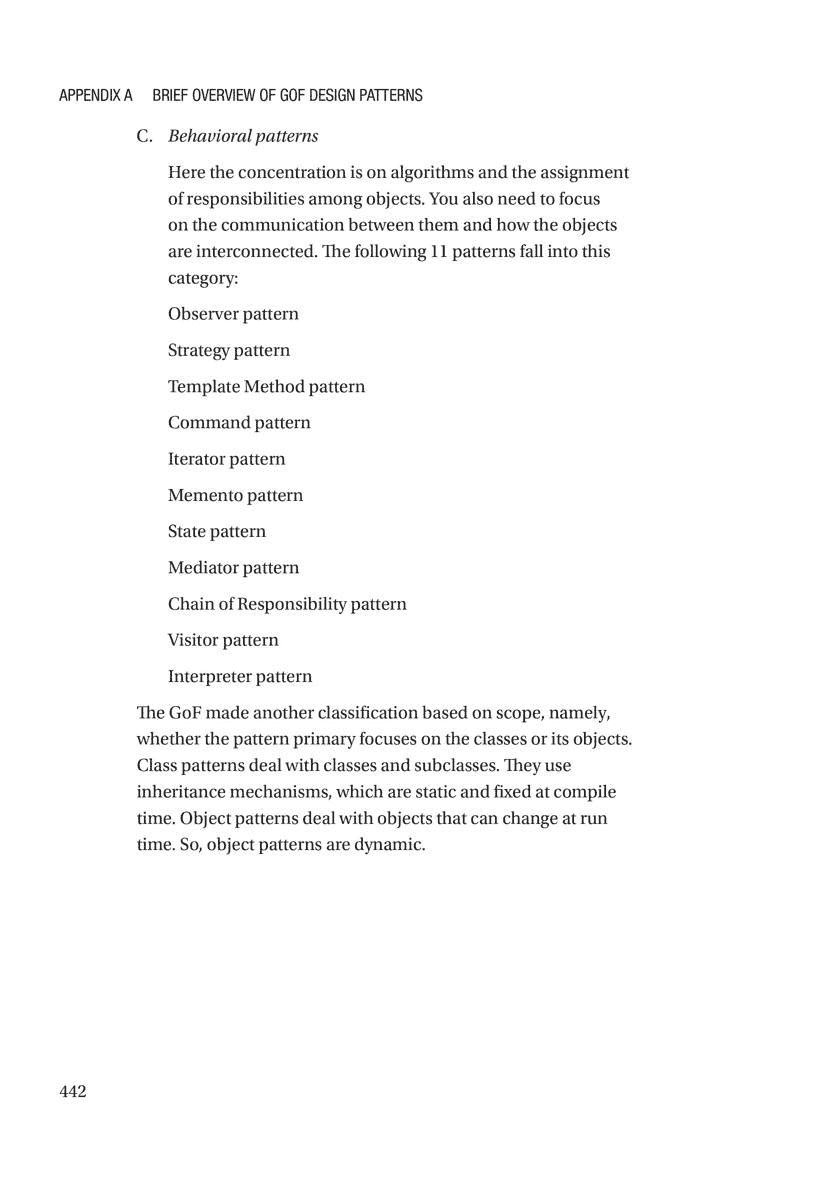 APPENDIX A BRIEF OVERVIEW OF GOF DESIGN PATTERNS
C. Behavioral patterns
Here the concentration is on algorithms and the assignment
of responsibilities among objects. You also need to focus
on the communication between them and how the objects
are interconnected. The following 11 patterns fall into this
category:
Observer pattern
Strategy pattern
Template Method pattern
Command pattern
Iterator pattern
Memento pattern
State pattern
Mediator pattern
Chain of Responsibility pattern
Visitor pattern
Interpreter pattern
The GoF made another classification based on scope, namely,
whether the pattern primary focuses on the classes or its objects.
Class patterns deal with classes and subclasses. They use
inheritance mechanisms, which are static and fixed at compile
time. Object patterns deal with objects that can change at run
time. So, object patterns are dynamic.
442